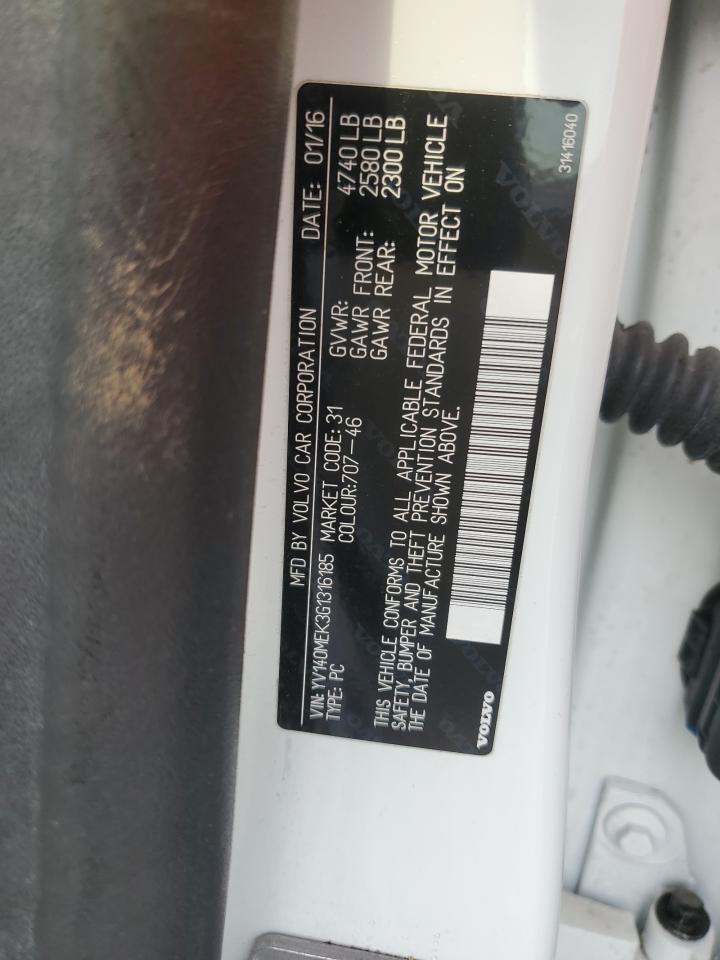 MFD BY VOLVO CAR CORPORATION DATE: 01/16
VIN: YV140MEK3G1316185 MARKET CODE: 31 GVWR: 4740 LB
TYPE: PC COLOUR:707-46 GAWR FRONT: 2580 LB
GAWR REAR: 2300 LB
THIS VEHICLE CONFORMS TO ALL APPLICABLE FEDERAL MOTOR VEHICLE
SAFETY, BUMPER AND THEFT PREVENTION STANDARDS IN EFFECT ON
THE DATE OF MANUFACTURE SHOWN ABOVE.
VOLVO
31416040